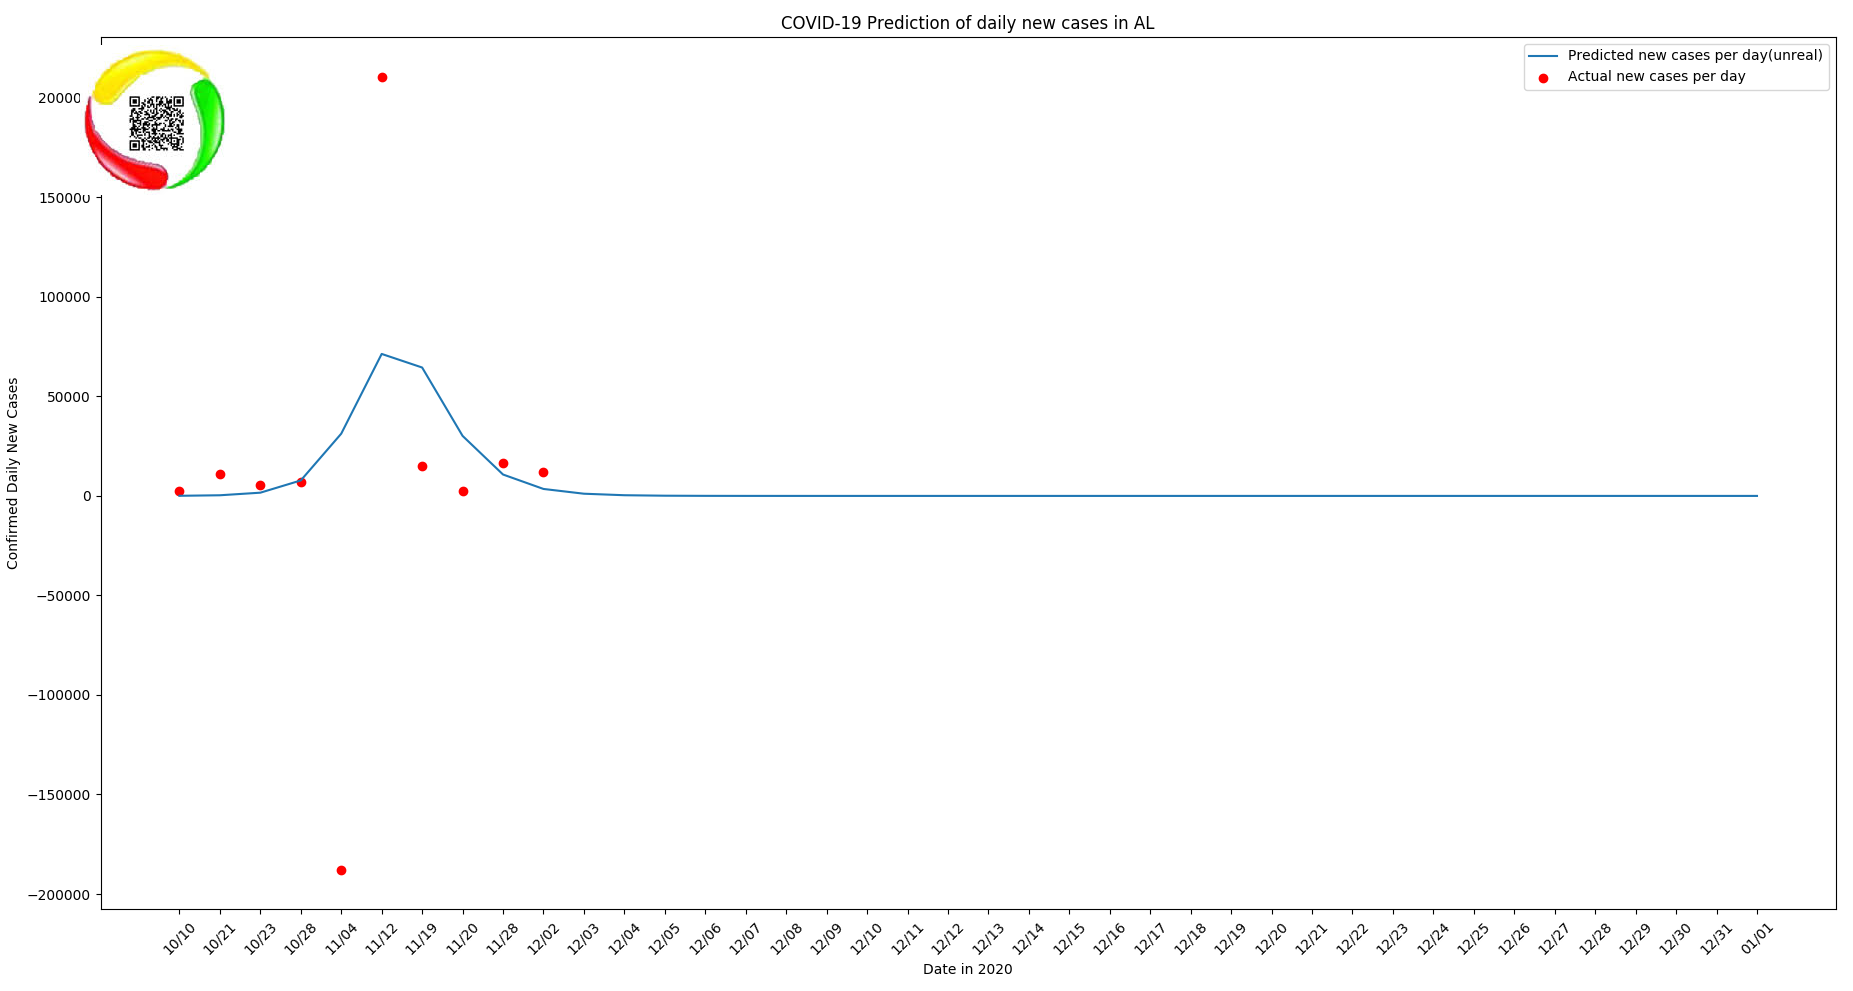 COVID-19 Prediction of daily new cases in AL
Predicted new cases per day(unreal)
Actual new cases per day
150000
100000
50000
0
−50000
−100000
−150000
−200000
Confirmed Daily New Cases
10/10 10/21 10/23 10/28 11/04 11/12 11/19 11/20 11/28 12/02 12/03 12/04 12/05 12/06 12/07 12/08 12/09 12/10 12/11 12/12 12/13 12/14 12/15 12/16 12/17 12/18 12/19 12/20 12/21 12/22 12/23 12/24 12/25 12/26 12/27 12/28 12/29 12/30 12/31 01/01
Date in 2020